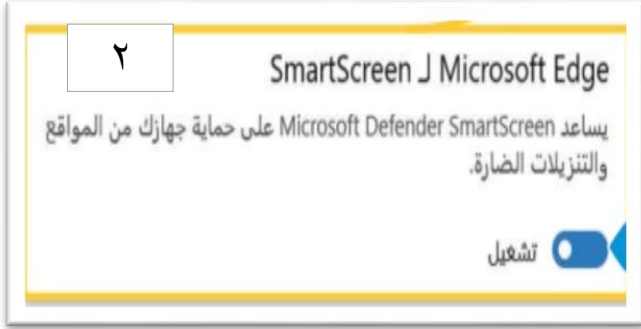 ٢
SmartScreen لـ Microsoft Edge
يساعد Microsoft Defender SmartScreen على حماية جهازك من المواقع
والتنزيلات الضارة.
تشغيل